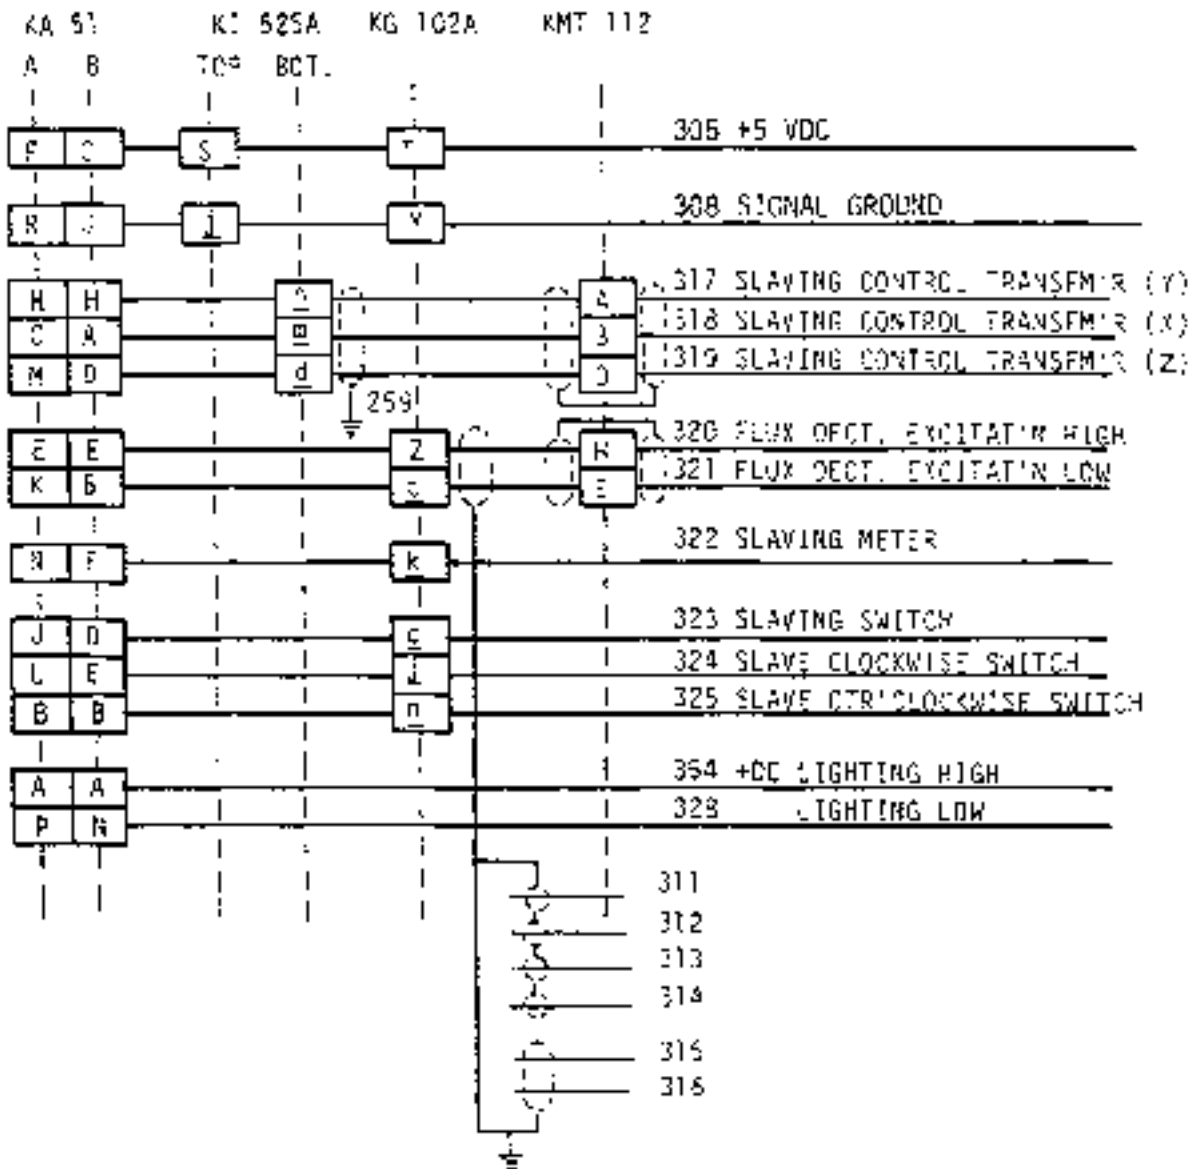 KA 51 KI 525A KG 102A KMT 112
A B TOP BOT.
F S T 305 +5 VDC
R J j 308 SIGNAL GROUND
H H A 317 SLAVING CONTROL TRANSFM'R (Y)
C A B 318 SLAVING CONTROL TRANSFM'R (X)
M D d D 319 SLAVING CONTROL TRANSFM'R (Z)
259
E E Z H 320 FLUX DECT. EXCITAT'N HIGH
K E 321 FLUX DECT. EXCITAT'N LOW
N F k 322 SLAVING METER
J D c 323 SLAVING SWITCH
L E 324 SLAVE CLOCKWISE SWITCH
B B n 325 SLAVE CTR'CLOCKWISE SWITCH
A A 364 +DC LIGHTING HIGH
P N 328 LIGHTING LOW
311
312
313
314
315
316